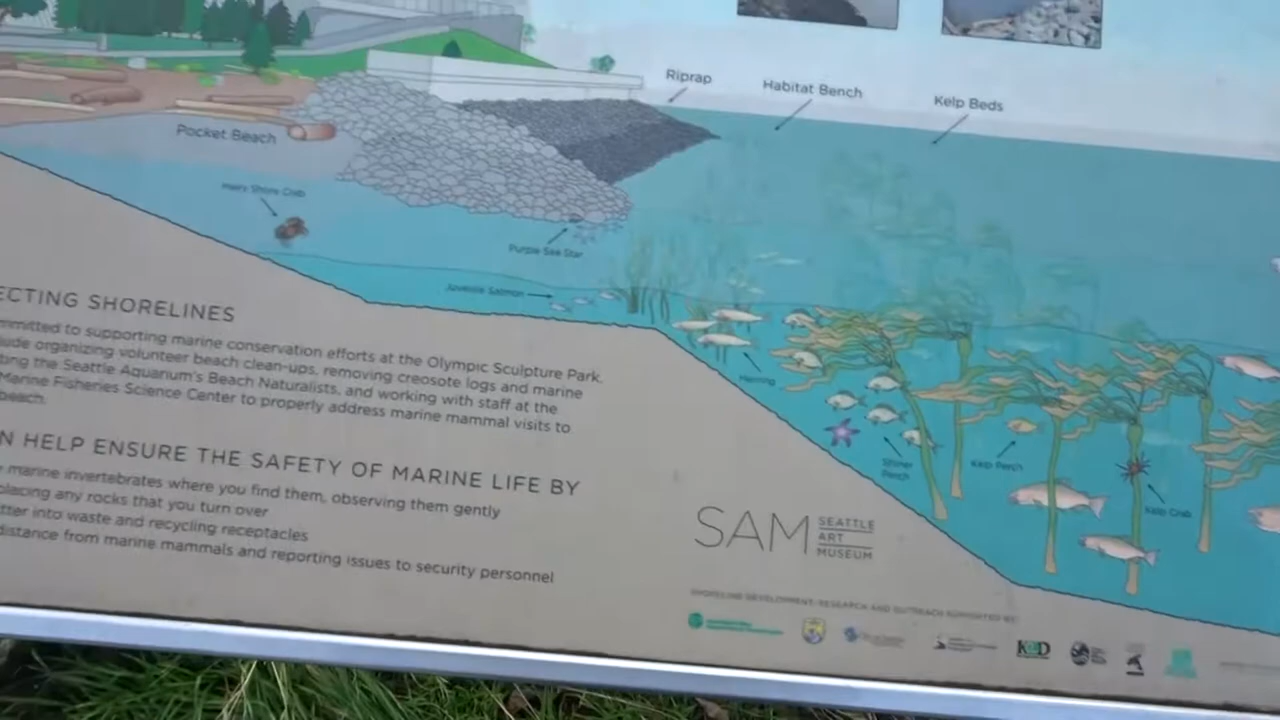 Riprap
Habitat Bench
Kelp Beds
Pocket Beach
Hairy Shore Crab
Purple Sea Star
Juvenile Salmon
Herring
Shiner
Perch
Kelp Perch
Kelp Crab
ECTING SHORELINES
mmitted to supporting marine conservation efforts at the Olympic Sculpture Park.
ude organizing volunteer beach clean-ups, removing creosote logs and marine
ting the Seattle Aquarium's Beach Naturalists, and working with staff at the
Marine Fisheries Science Center to properly address marine mammal visits to
beach.
N HELP ENSURE THE SAFETY OF MARINE LIFE BY
marine invertebrates where you find them, observing them gently
placing any rocks that you turn over
tter into waste and recycling receptacles
distance from marine mammals and reporting issues to security personnel
SAM SEATTLE
ART
MUSEUM
SHORELINE DEVELOPMENT, RESEARCH AND OUTREACH SUPPORTED BY: